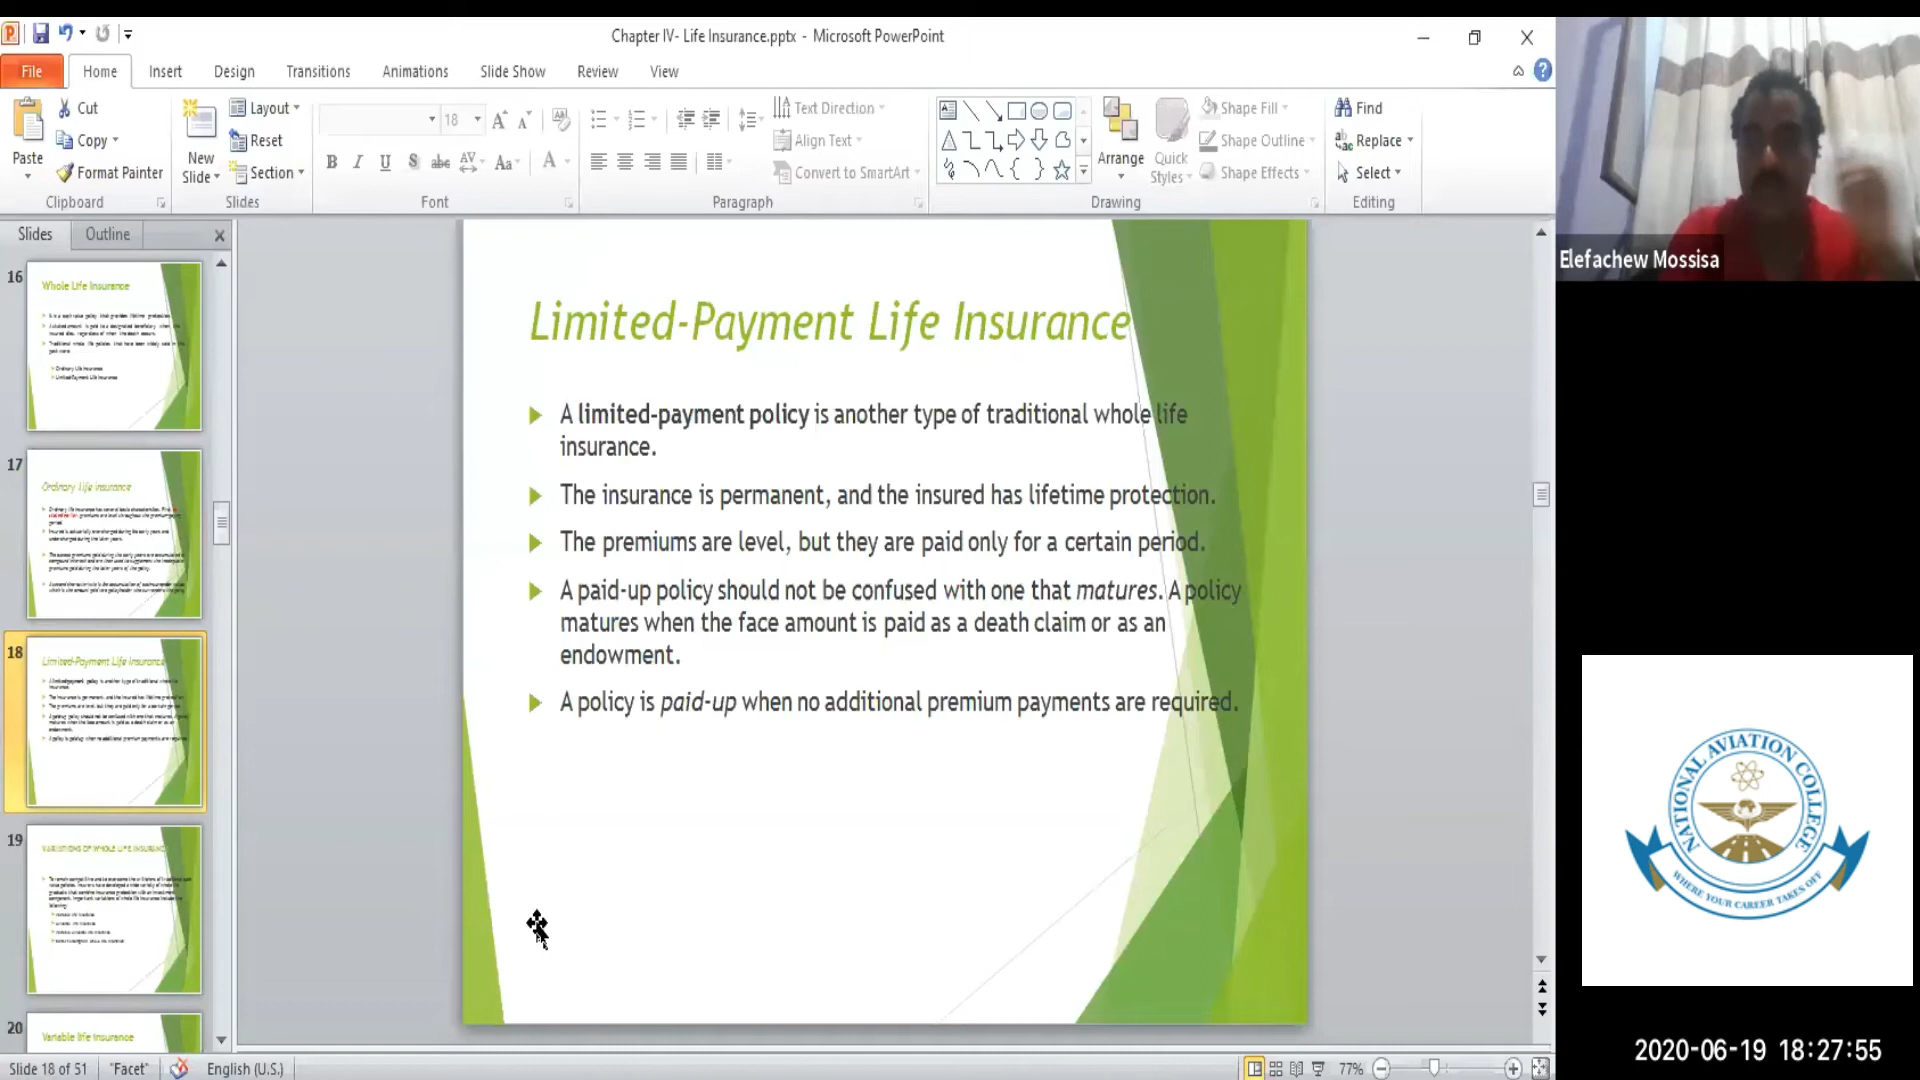 Chapter IV- Life Insurance.pptx - Microsoft PowerPoint
File Home Insert Design Transitions Animations Slide Show Review View
Cut
Copy
Format Painter
Paste
Clipboard
New
Slide
Layout
Reset
Section
Slides
18
Font
Text Direction
Align Text
Convert to SmartArt
Paragraph
Arrange
Quick
Styles
Shape Fill
Shape Outline
Shape Effects
Drawing
Find
Replace
Select
Editing
Slides Outline
16
Whole Life Insurance
17
Ordinary Life Insurance
18
Limited-Payment Life Insurance
19
VARIATIONS OF WHOLE LIFE INSURANCE
20
Variable life Insurance
Limited-Payment Life Insurance
A limited-payment policy is another type of traditional whole life
insurance.
The insurance is permanent, and the insured has lifetime protection.
The premiums are level, but they are paid only for a certain period.
A paid-up policy should not be confused with one that matures. A policy
matures when the face amount is paid as a death claim or as an
endowment.
A policy is paid-up when no additional premium payments are required.
Slide 18 of 51 "Facet" English (U.S.)
77%
Elefachew Mossisa
NATIONAL AVIATION COLLEGE
WHERE YOUR CAREER TAKES OFF
2020-06-19 18:27:55